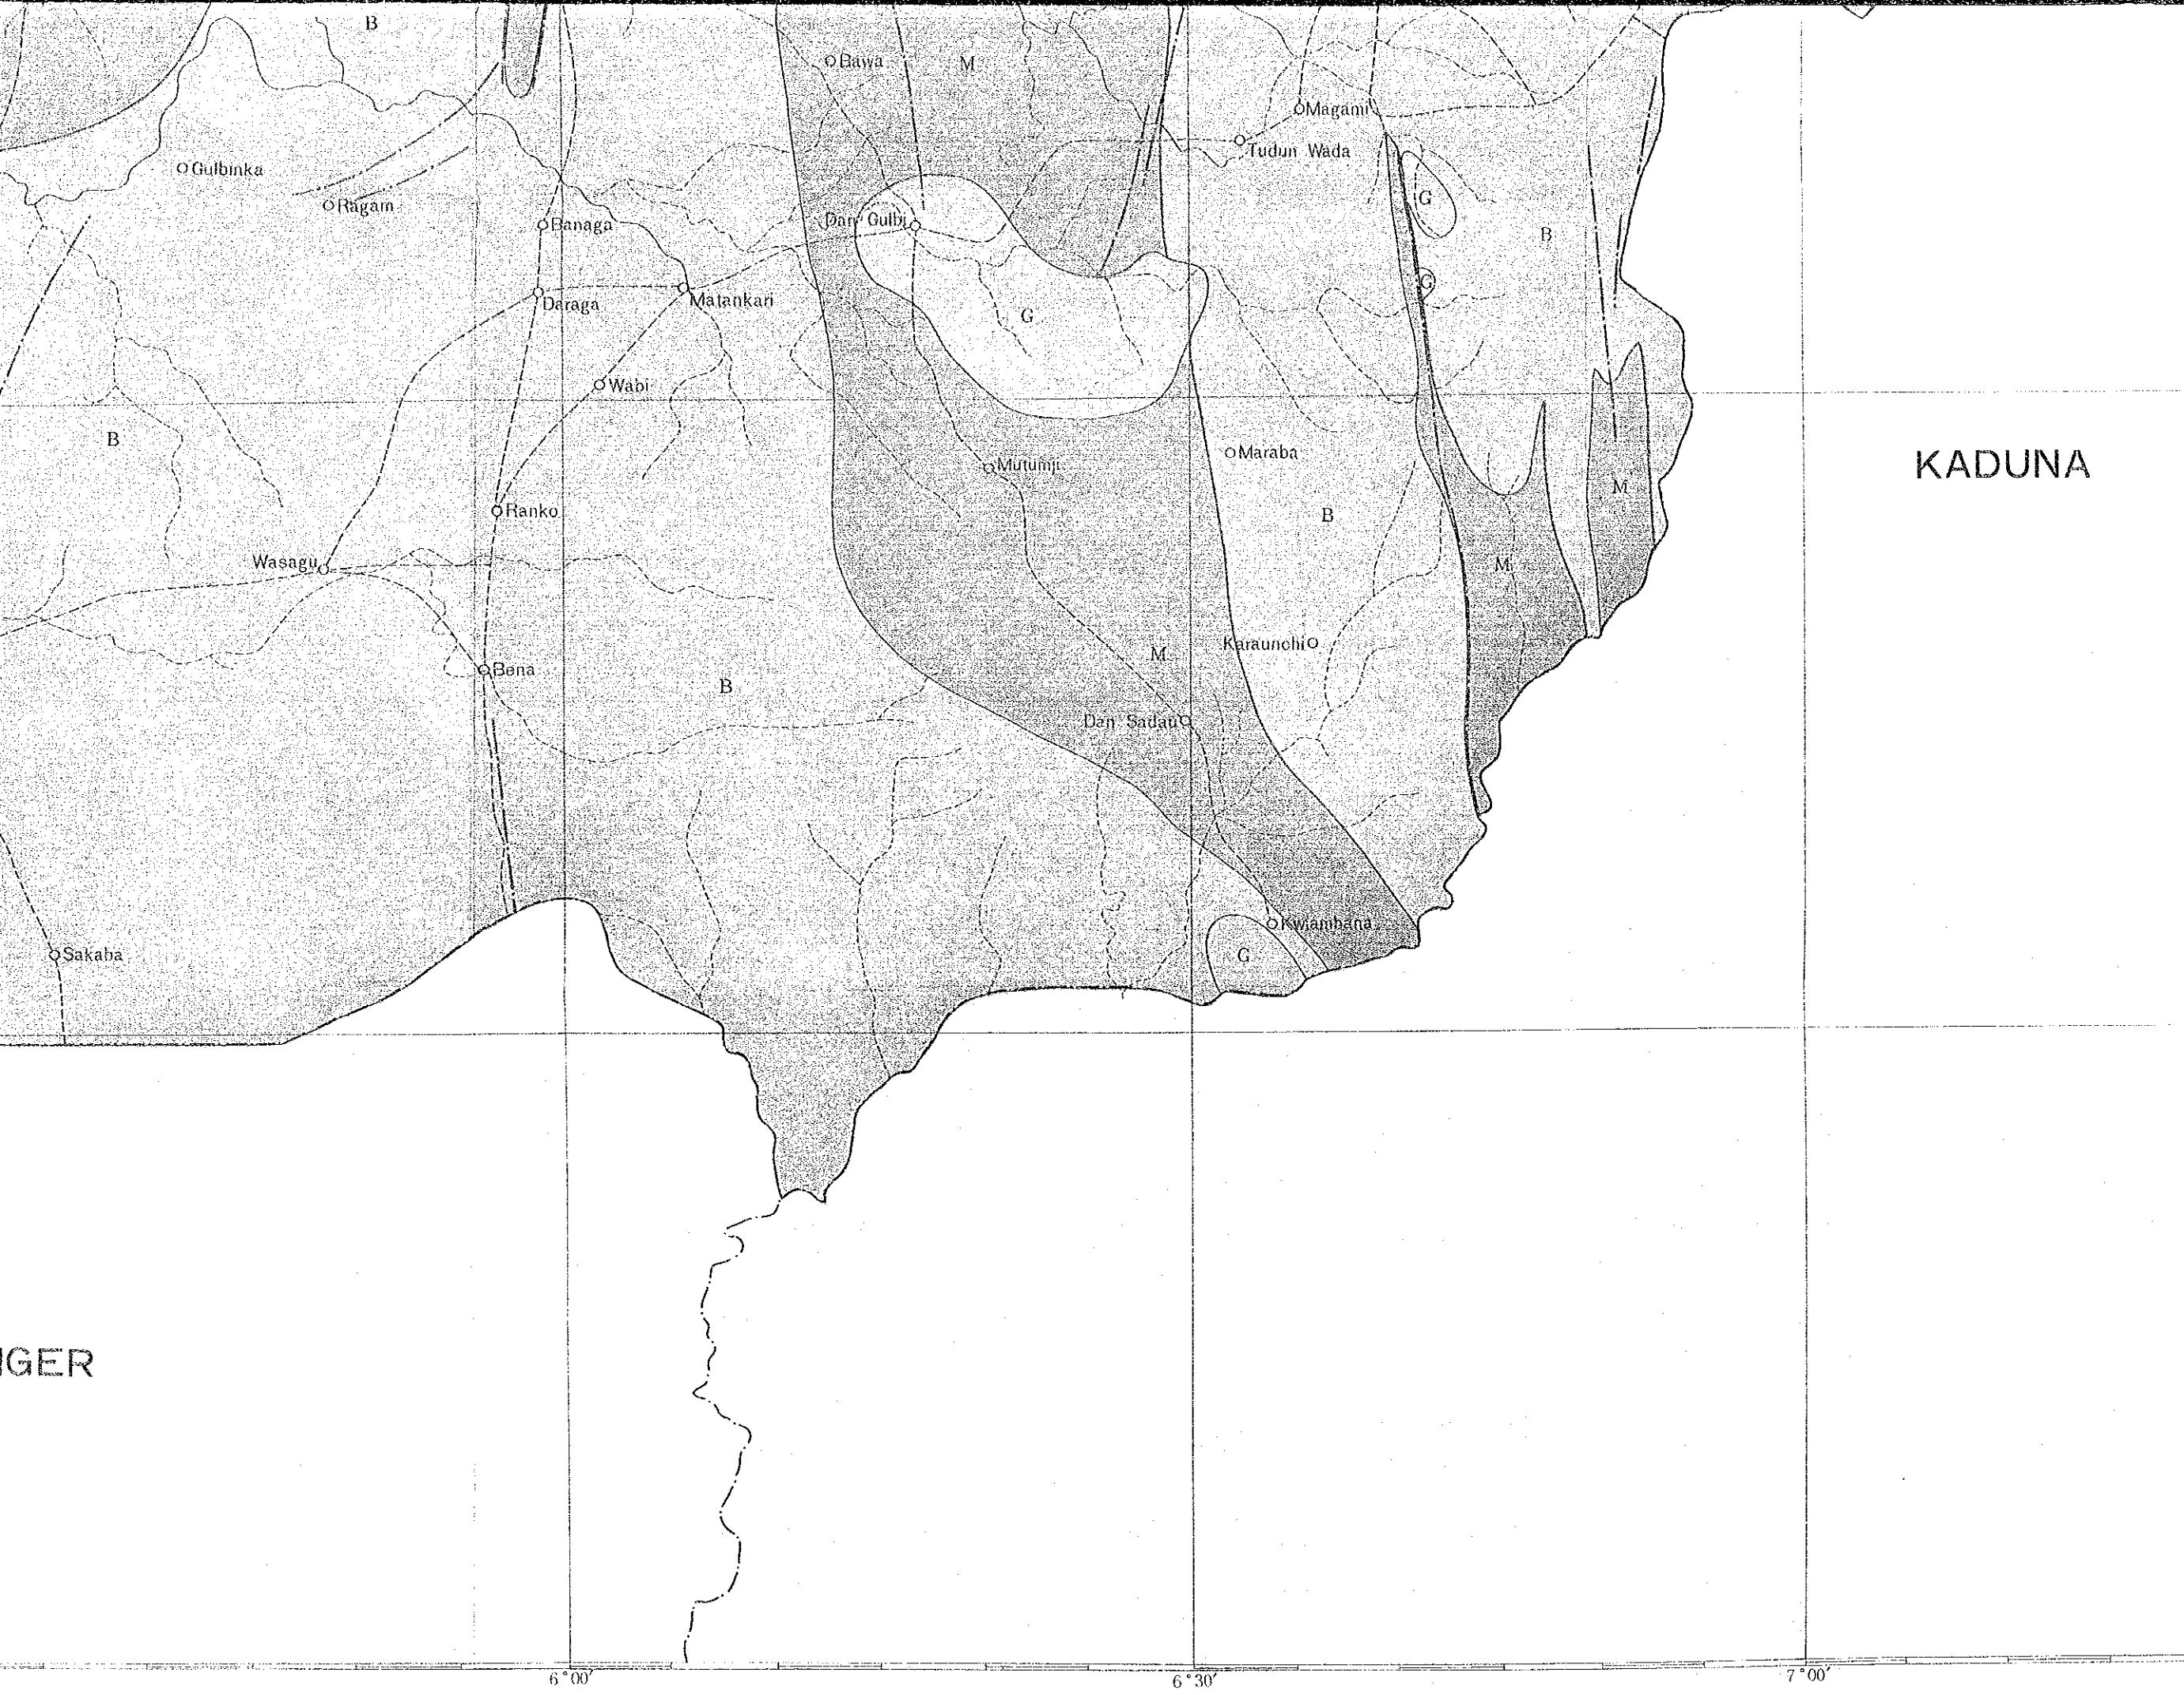 B
Bawa
M
Magami
Tudun Wada
Gulbinka
Ragam
G
B
Banaga
Dan Gulbi
G
Daraga
Matankari
G
Wabi
B
Maraba
KADUNA
Mutumji
M
Ranko
B
Wasagu
M
Karaunchi
M
Bena
B
Dan Sadau
Kwiambana
G
Sakaba
IGER
6°00'
6°30'
7°00'